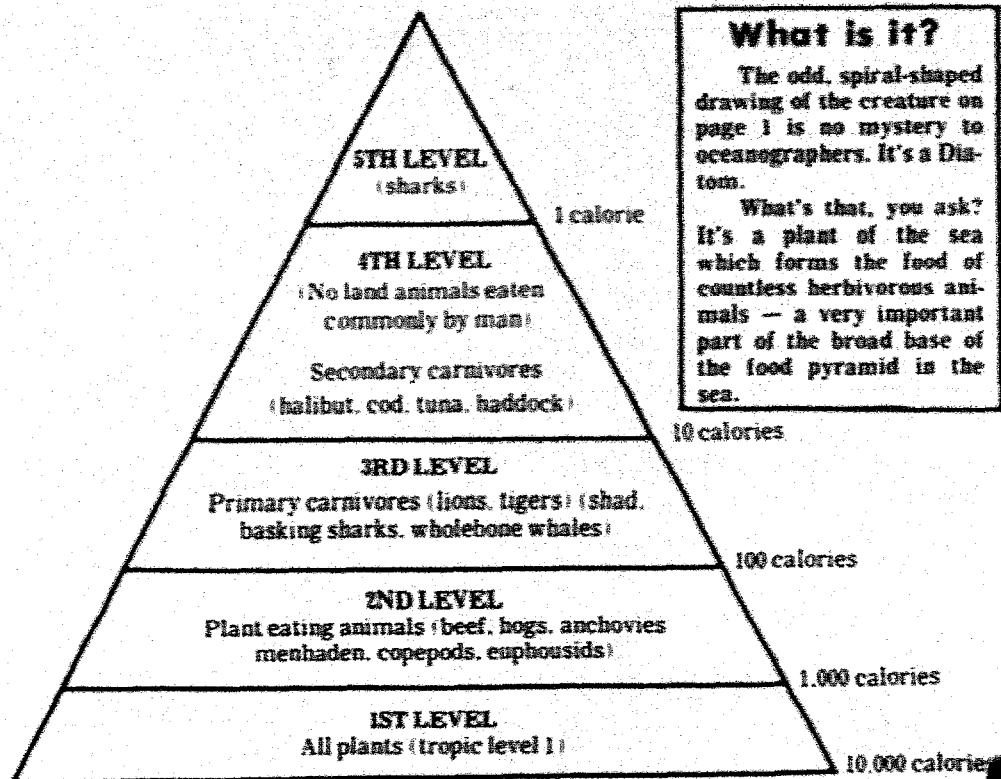 5TH LEVEL
(sharks)
1 calorie
4TH LEVEL
(No land animals eaten
commonly by man)
Secondary carnivores
(halibut, cod, tuna, haddock)
10 calories
3RD LEVEL
Primary carnivores (lions, tigers) (shad,
basking sharks, wholebone whales)
100 calories
2ND LEVEL
Plant eating animals (beef, hogs, anchovies
menhaden, copepods, euphousids)
1,000 calories
1ST LEVEL
All plants (tropic level 1)
10,000 calories
What is it?
The odd, spiral-shaped
drawing of the creature on
page 1 is no mystery to
oceanographers. It's a Dia-
tom.
What's that, you ask?
It's a plant of the sea
which forms the food of
countless herbivorous ani-
mals — a very important
part of the broad base of
the food pyramid in the
sea.